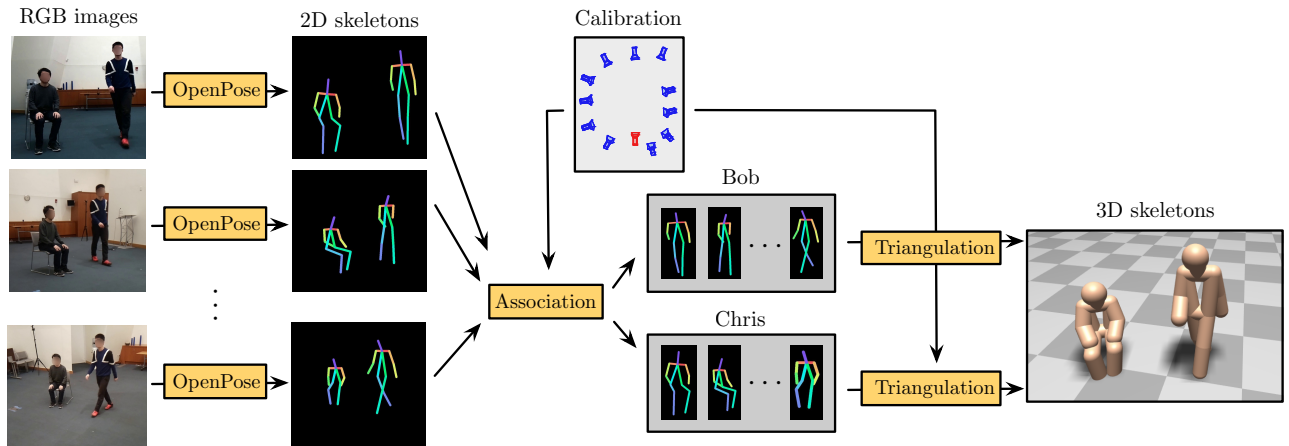 RGB images
2D skeletons
Calibration
OpenPose
Bob
OpenPose
3D skeletons
Triangulation
Association
Chris
OpenPose
Triangulation